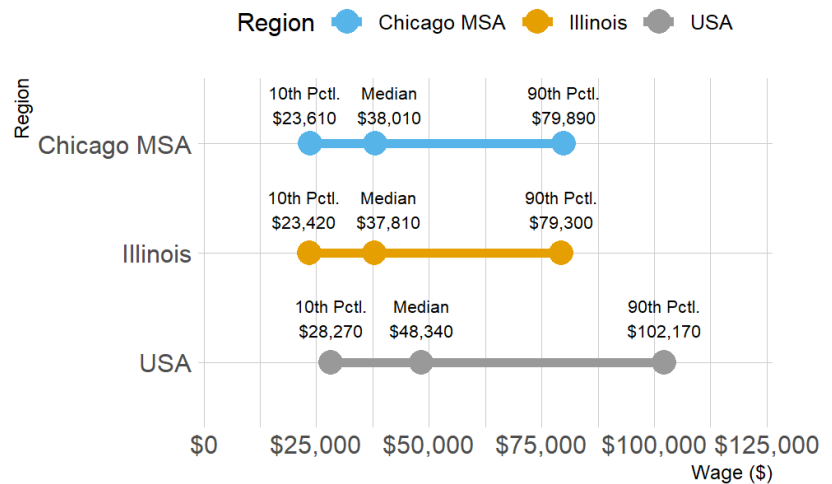 Region Chicago MSA Illinois USA
Region
10th Pctl. Median 90th Pctl.
$23,610 $38,010 $79,890
Chicago MSA
10th Pctl. Median 90th Pctl.
$23,420 $37,810 $79,300
Illinois
10th Pctl. Median 90th Pctl.
$28,270 $48,340 $102,170
USA
$0 $25,000 $50,000 $75,000 $100,000 $125,000
Wage ($)